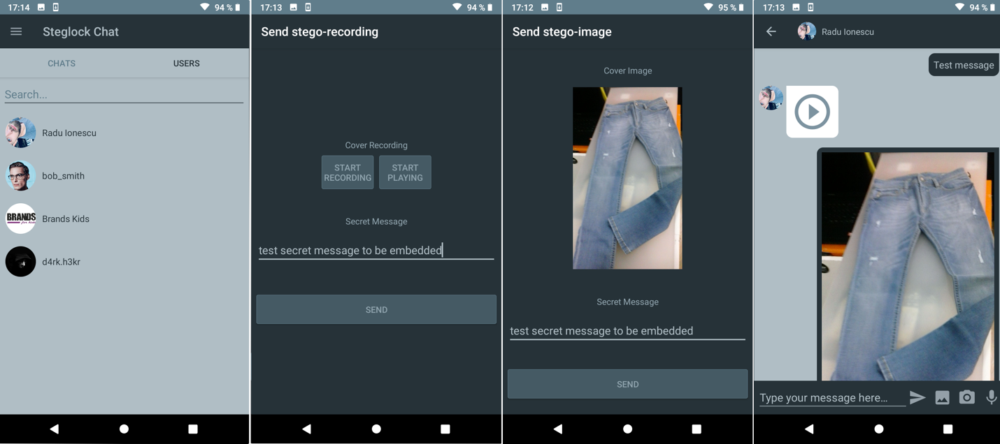 17:14
94 %
Steglock Chat
CHATS
USERS
Search...
Radu Ionescu
bob_smith
BRANDS
for kids
Brands Kids
d4rk.h3kr
17:13
94 %
Send stego-recording
Cover Recording
START
RECORDING
START
PLAYING
Secret Message
test secret message to be embedded
SEND
17:12
95 %
Send stego-image
Cover Image
Secret Message
test secret message to be embedded
SEND
17:13
94 %
Radu Ionescu
Test message
Type your message here...